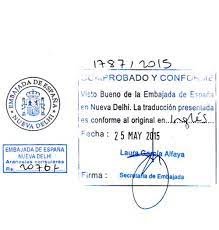 1787/2015
COMPROBADO Y CONFORME
Visto Bueno de la Embajada de España
en Nueva Delhi. La traducción presentada
es conforme al original en...Inglés...
Fecha: 25 MAY 2015
Laura García Alfaya
Firma: Secretaria de Embajada
EMBAJADA DE ESPAÑA
NUEVA DELHI
EMBAJADA DE ESPAÑA
NUEVA DELHI
Aranceles consulares
Rs.